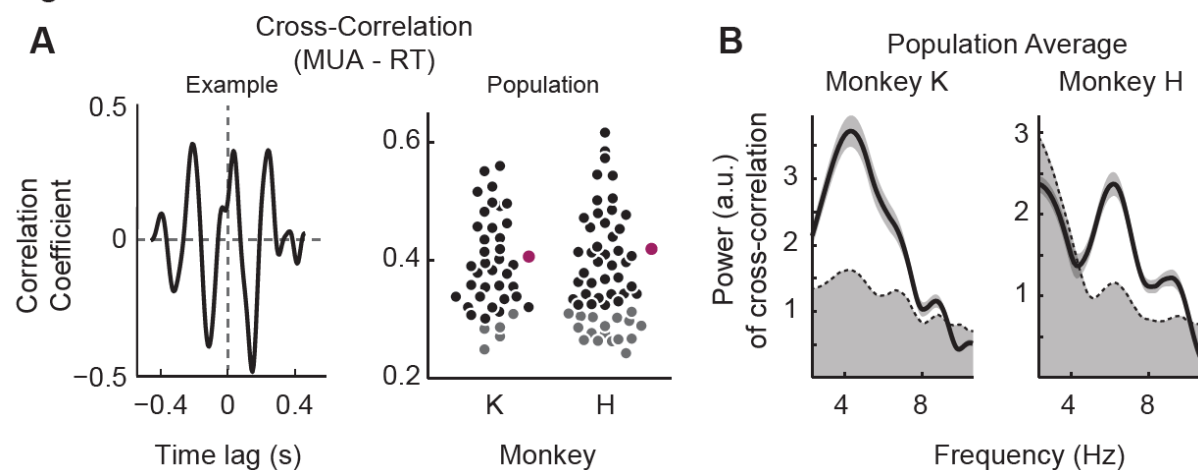 A
Cross-Correlation
(MUA - RT)
Example
Population
Correlation
Coefficient
0.5
0
−0.5
−0.4
0
0.4
Time lag (s)
0.6
0.4
0.2
K
H
Monkey
B
Population Average
Monkey K
Monkey H
Power (a.u.)
of cross-correlation
3
2
1
4
8
3
2
1
4
8
Frequency (Hz)